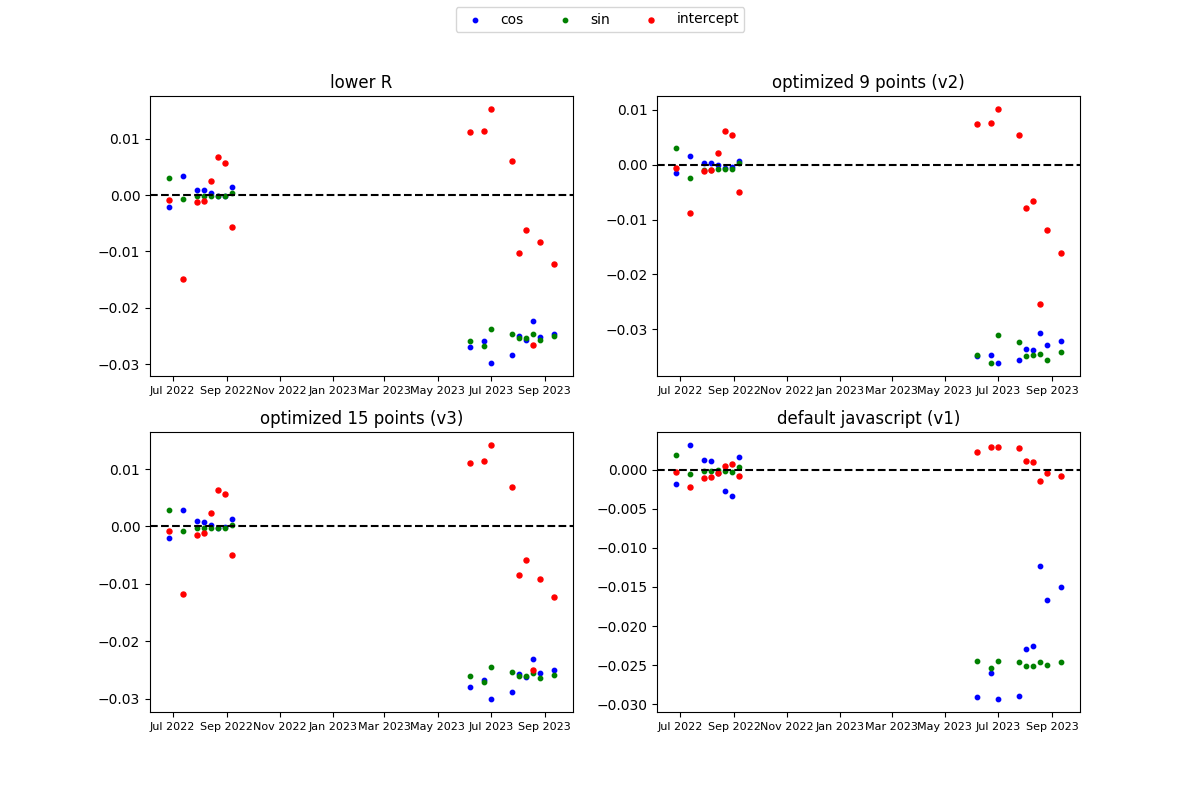 cos sin intercept
lower R
0.01
0.00
−0.01
−0.02
−0.03
Jul 2022 Sep 2022 Nov 2022 Jan 2023 Mar 2023 May 2023 Jul 2023 Sep 2023
optimized 9 points (v2)
0.01
0.00
−0.01
−0.02
−0.03
Jul 2022 Sep 2022 Nov 2022 Jan 2023 Mar 2023 May 2023 Jul 2023 Sep 2023
optimized 15 points (v3)
0.01
0.00
−0.01
−0.02
−0.03
Jul 2022 Sep 2022 Nov 2022 Jan 2023 Mar 2023 May 2023 Jul 2023 Sep 2023
default javascript (v1)
0.000
−0.005
−0.010
−0.015
−0.020
−0.025
−0.030
Jul 2022 Sep 2022 Nov 2022 Jan 2023 Mar 2023 May 2023 Jul 2023 Sep 2023